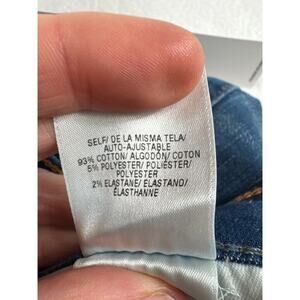 SELF/ DE LA MISMA TELA/
AUTO-AJUSTABLE
93% COTTON/ ALGODÓN/ COTON
5% POLYESTER/ POLIÉSTER/
POLYESTER
2% ELASTANE/ ELASTANO/
ÉLASTHANNE